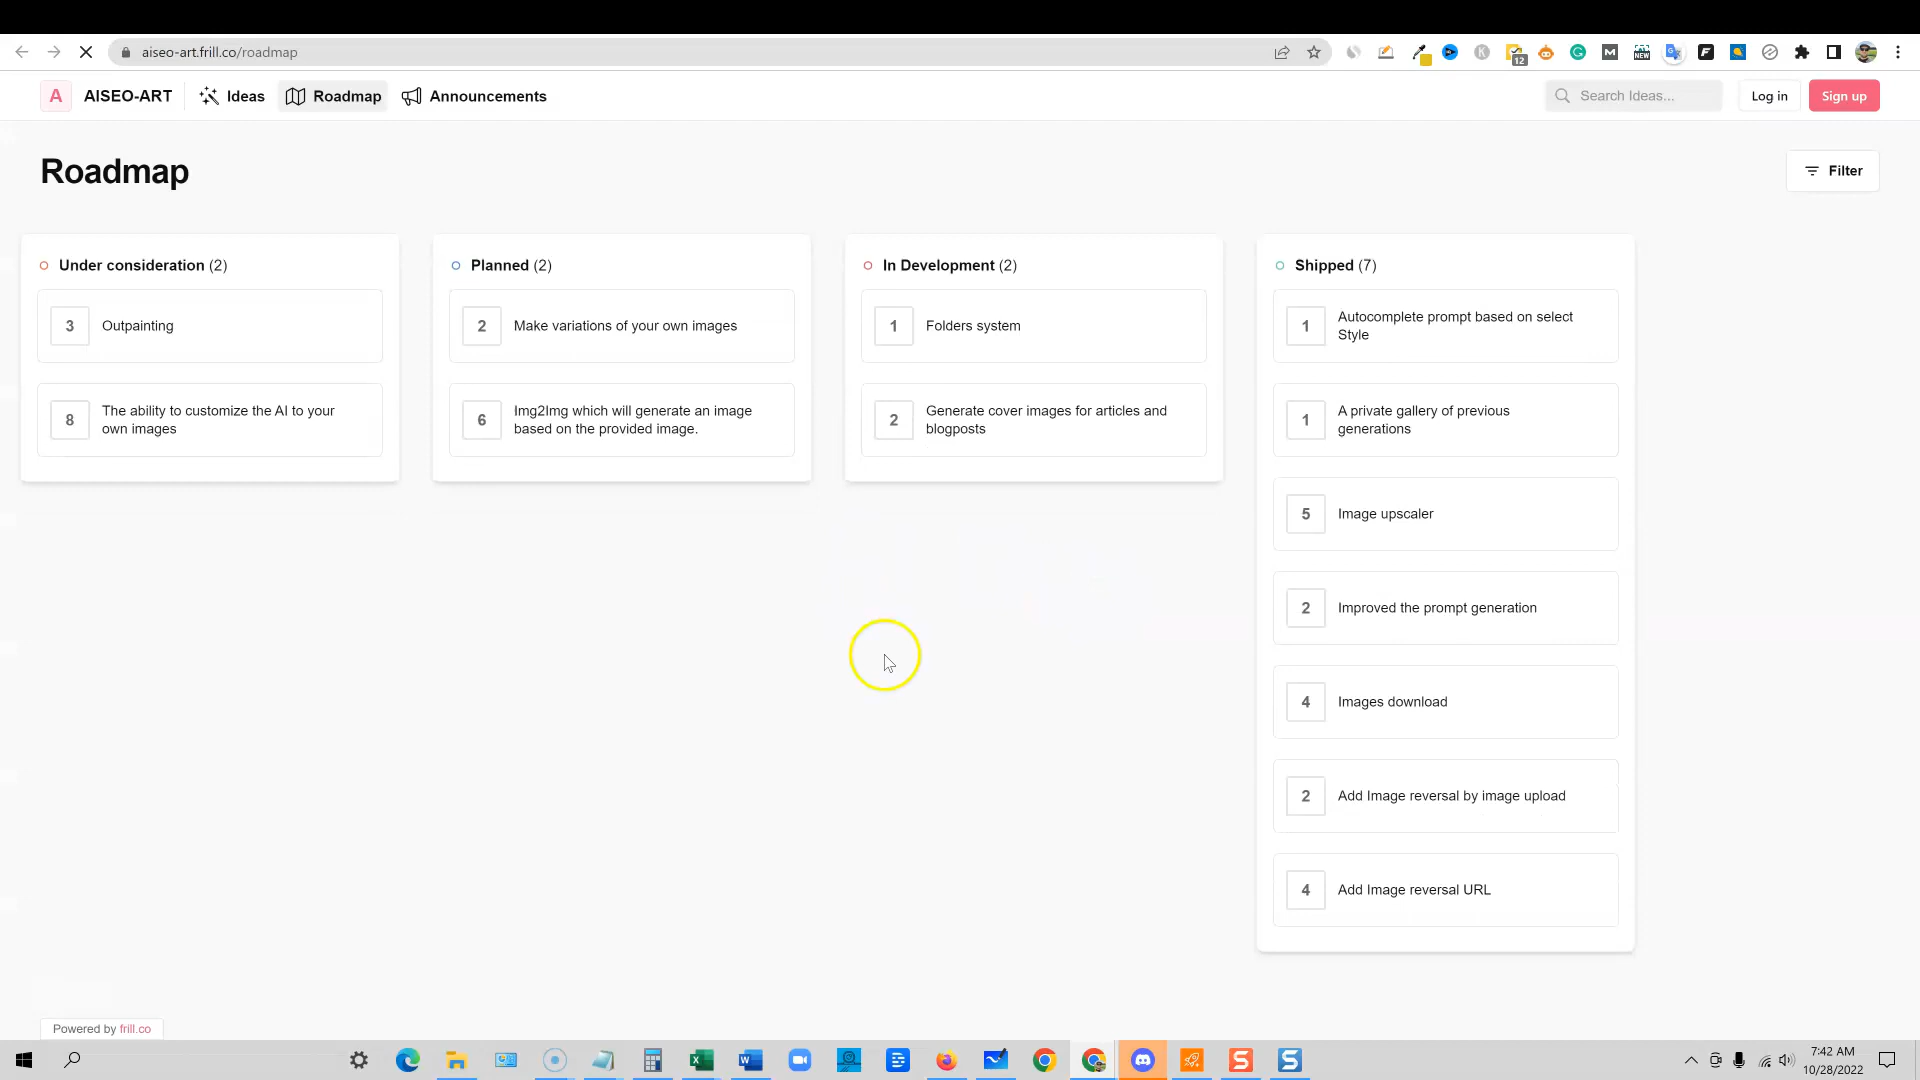 aiseo-art.frill.co/roadmap
12
NEW
A
AISEO-ART
Ideas
Roadmap
Announcements
Search Ideas...
Log in
Sign up
Roadmap
Filter
Under consideration (2)
3
Outpainting
8
The ability to customize the AI to your
own images
Planned (2)
2
Make variations of your own images
6
Img2Img which will generate an image
based on the provided image.
In Development (2)
1
Folders system
2
Generate cover images for articles and
blogposts
Shipped (7)
1
Autocomplete prompt based on select
Style
1
A private gallery of previous
generations
5
Image upscaler
2
Improved the prompt generation
4
Images download
2
Add Image reversal by image upload
4
Add Image reversal URL
Powered by frill.co
7:42 AM
10/28/2022